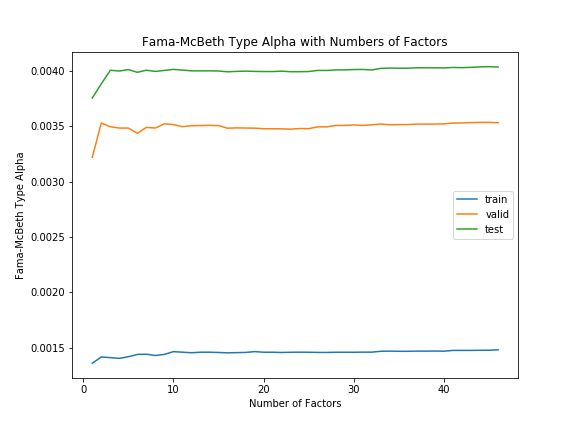 Fama-McBeth Type Alpha with Numbers of Factors
Fama-McBeth Type Alpha
0.0040
0.0035
0.0030
0.0025
0.0020
0.0015
train
valid
test
0
10
20
30
40
Number of Factors